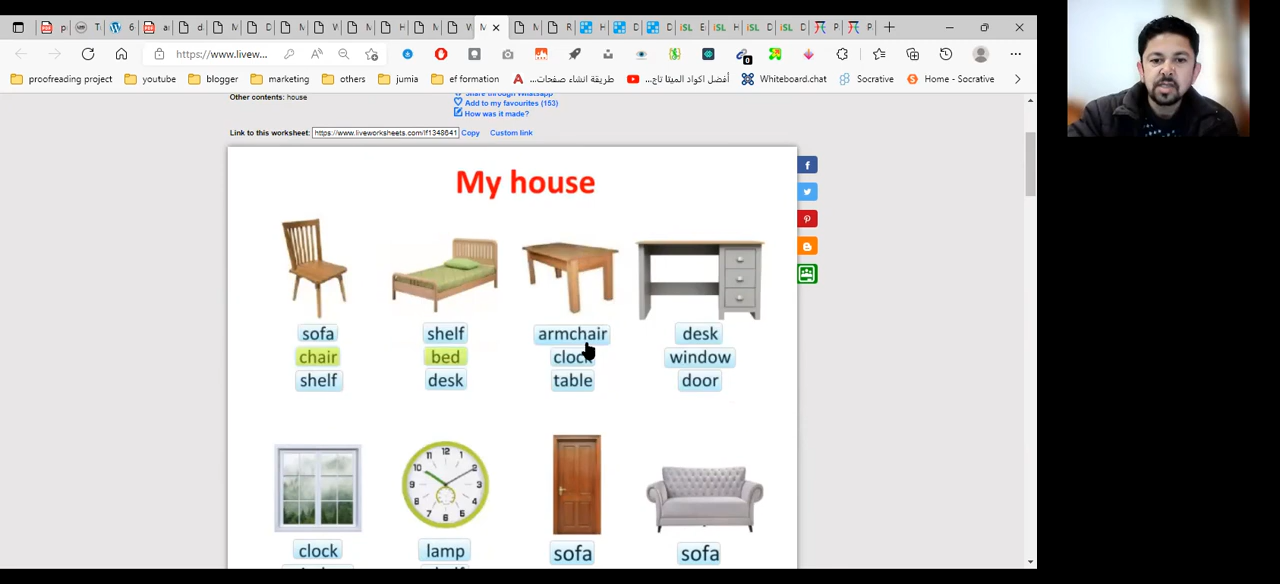 https://www.livew...
proofreading project
youtube
blogger
marketing
others
jumia
ef formation
طريقة انشاء صفحات...
أفضل اكواد الميتا تاج...
Whiteboard.chat
Socrative
Home - Socrative
Other contents: house
Share through Whatsapp
Add to my favourites (153)
How was it made?
Link to this worksheet: https://www.liveworksheets.com/lf1348641 Copy Custom link
My house
sofa shelf armchair desk
chair bed clock window
shelf desk table door
clock lamp sofa sofa